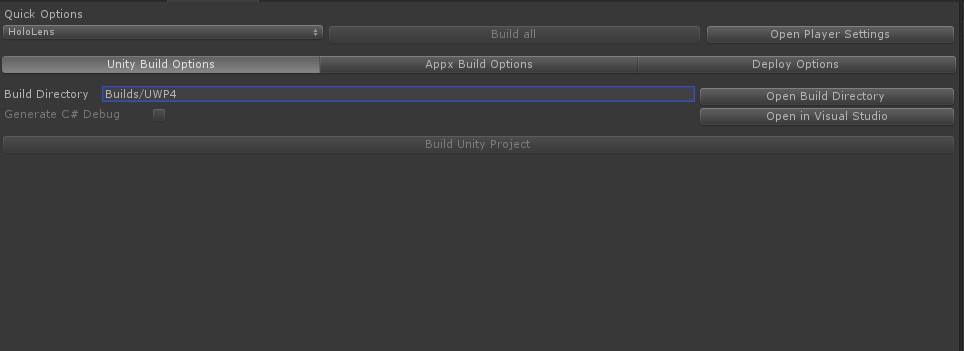 Quick Options
HoloLens
Build all
Open Player Settings
Unity Build Options
Appx Build Options
Deploy Options
Build Directory
Builds/UWP4
Open Build Directory
Generate C# Debug
Open in Visual Studio
Build Unity Project